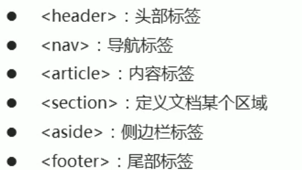 ● <header>：头部标签
● <nav>：导航标签
● <article>：内容标签
● <section>：定义文档某个区域
● <aside>：侧边栏标签
● <footer>：尾部标签